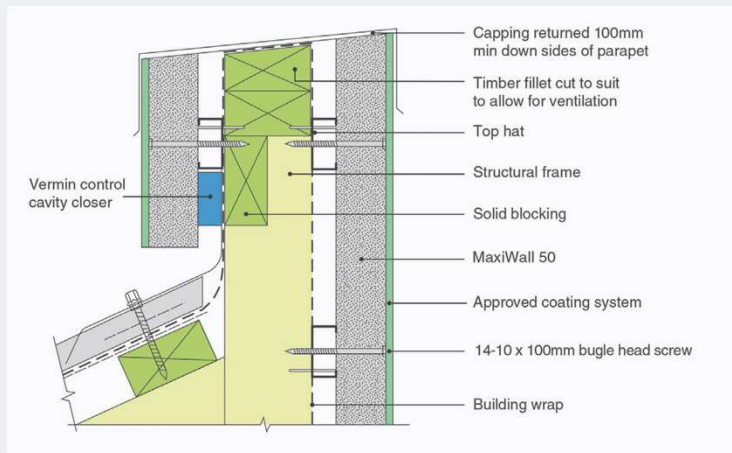 Capping returned 100mm
min down sides of parapet
Timber fillet cut to suit
to allow for ventilation
Top hat
Structural frame
Vermin control
cavity closer
Solid blocking
MaxiWall 50
Approved coating system
14-10 x 100mm bugle head screw
Building wrap